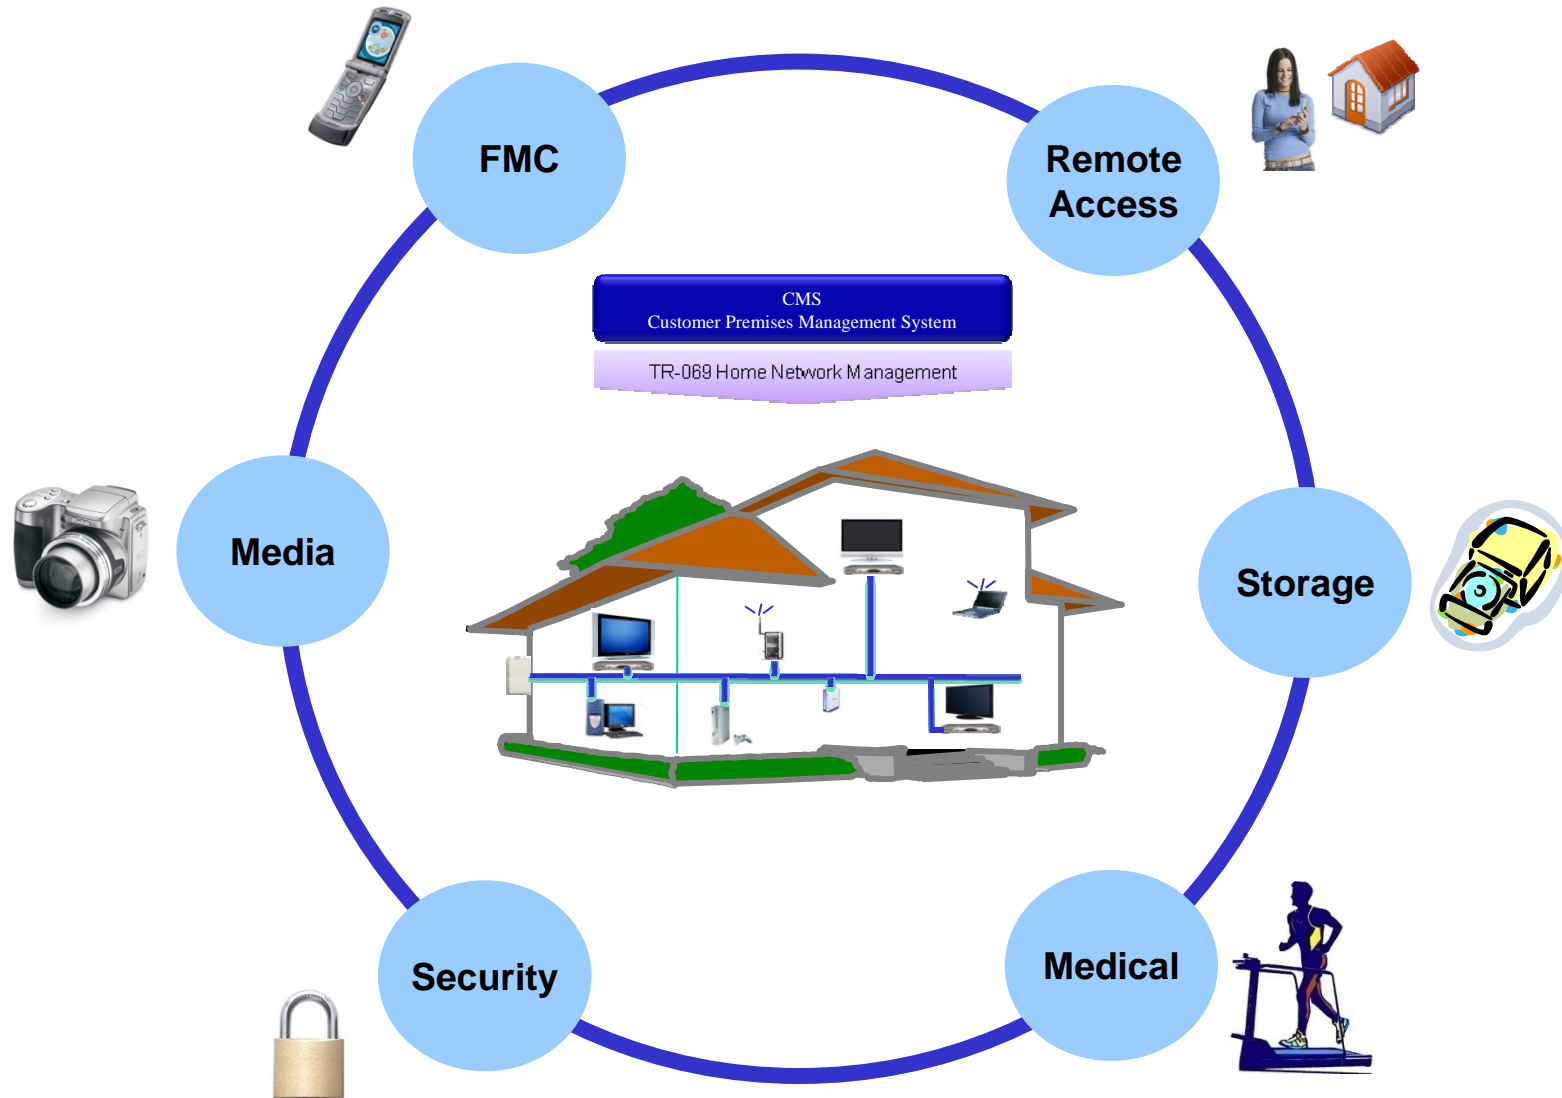 FMC
Remote
Access
CMS
Customer Premises Management System
TR-069 Home Network Management
Media
Storage
Security
Medical